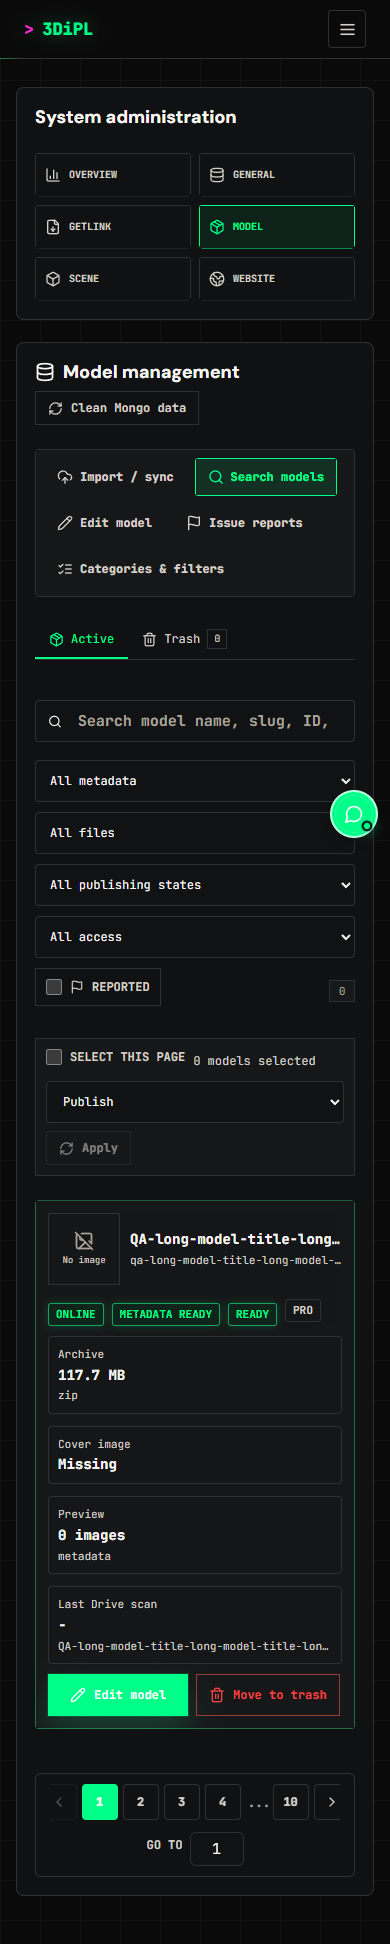 > 3DiPL
System administration
OVERVIEW
GENERAL
GETLINK
MODEL
SCENE
WEBSITE
Model management
Clean Mongo data
Import / sync
Search models
Edit model
Issue reports
Categories & filters
Active
Trash 0
Search model name, slug, ID,
All metadata
All files
All publishing states
All access
REPORTED
0
SELECT THIS PAGE 0 models selected
Publish
Apply
No image
QA-long-model-title-long…
qa-long-model-title-long-model-…
ONLINE METADATA READY READY PRO
Archive
117.7 MB
zip
Cover image
Missing
Preview
0 images
metadata
Last Drive scan
-
QA-long-model-title-long-model-title-lon…
Edit model
Move to trash
< 1 2 3 4 ... 10 >
GO TO 1